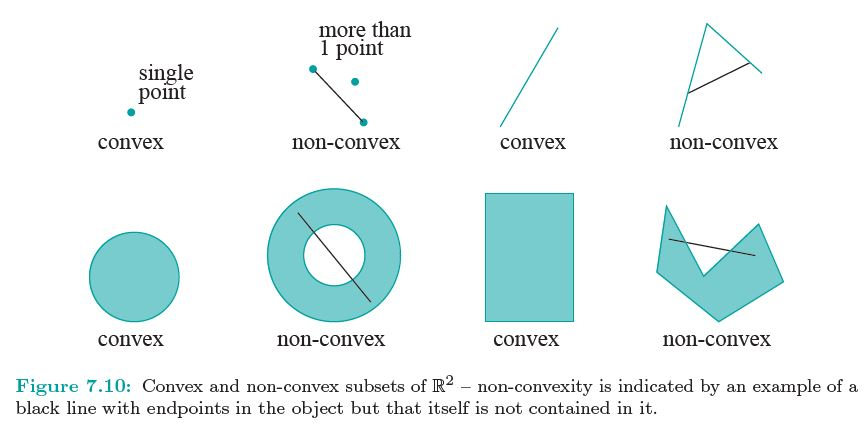 more than
1 point
single
point
convex
non-convex
convex
non-convex
convex
non-convex
convex
non-convex
Figure 7.10: Convex and non-convex subsets of ℝ² – non-convexity is indicated by an example of a
black line with endpoints in the object but that itself is not contained in it.